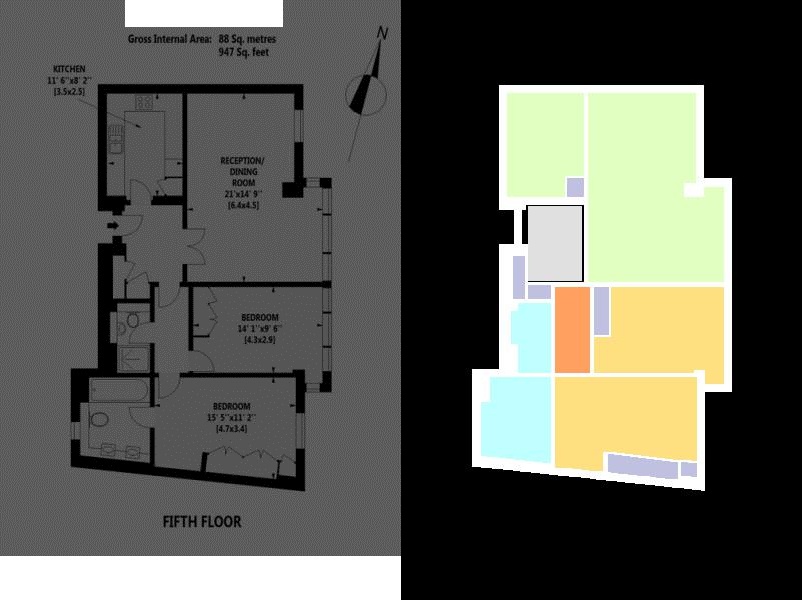 Gross Internal Area: 88 Sq. metres
947 Sq. feet
N
KITCHEN
11' 6"x8' 2"
[3.5x2.5]
RECEPTION/
DINING
ROOM
21'x14' 9"
[6.4x4.5]
BEDROOM
14' 1"x9' 6"
[4.3x2.9]
BEDROOM
15' 5"x11' 2"
[4.7x3.4]
FIFTH FLOOR